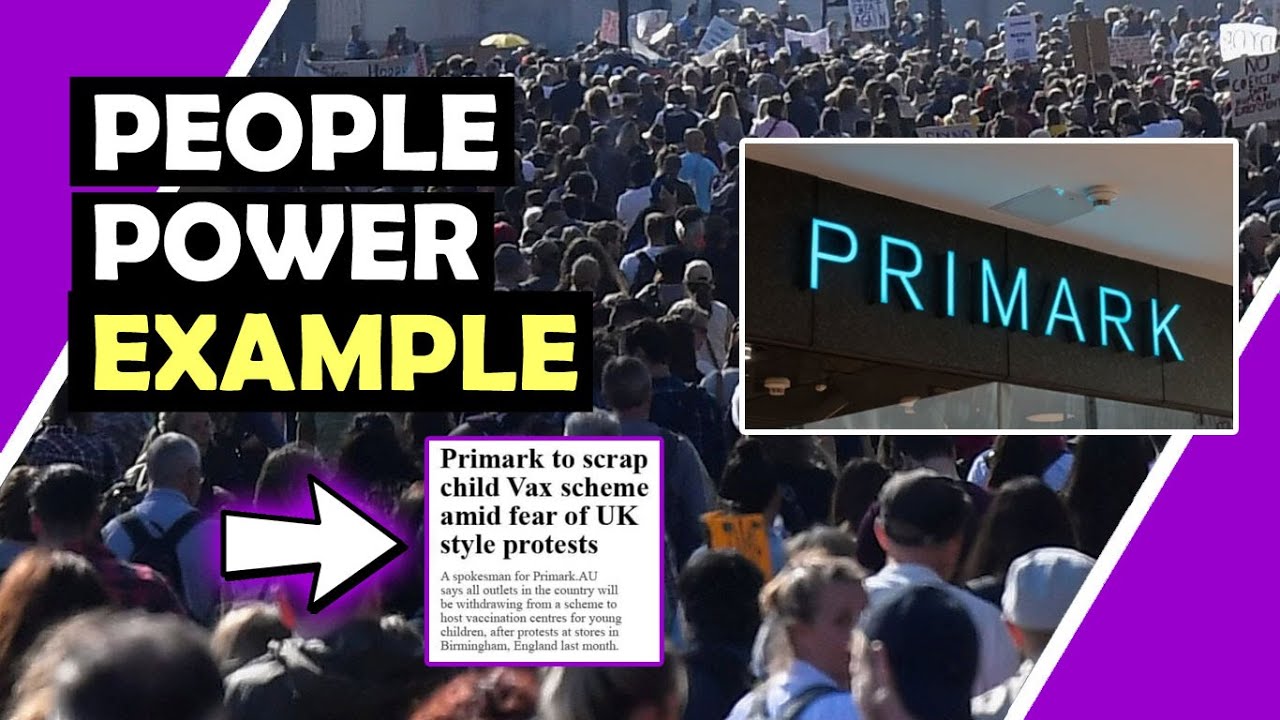 PEOPLE
POWER
EXAMPLE
PRIMARK
Primark to scrap
child Vax scheme
amid fear of UK
style protests
A spokesman for Primark.AU
says all outlets in the country will
be withdrawing from a scheme to
host vaccination centres for young
children, after protests at stores in
Birmingham, England last month.